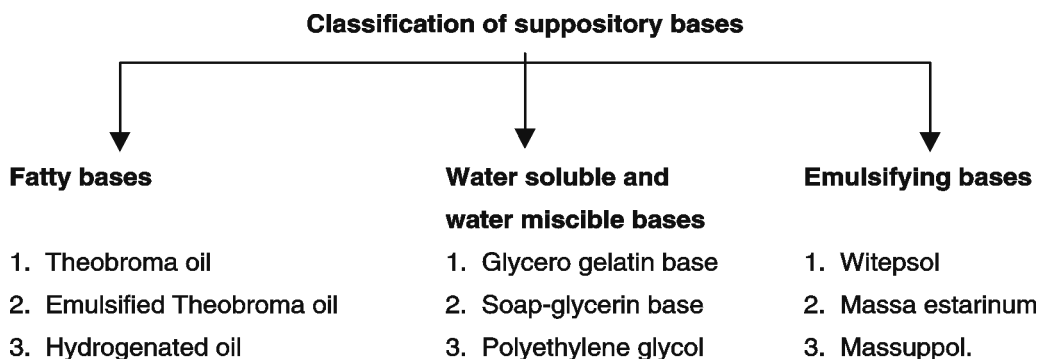 Classification of suppository bases
Fatty bases
1. Theobroma oil
2. Emulsified Theobroma oil
3. Hydrogenated oil
Water soluble and
water miscible bases
1. Glycero gelatin base
2. Soap-glycerin base
3. Polyethylene glycol
Emulsifying bases
1. Witepsol
2. Massa estarinum
3. Massuppol.